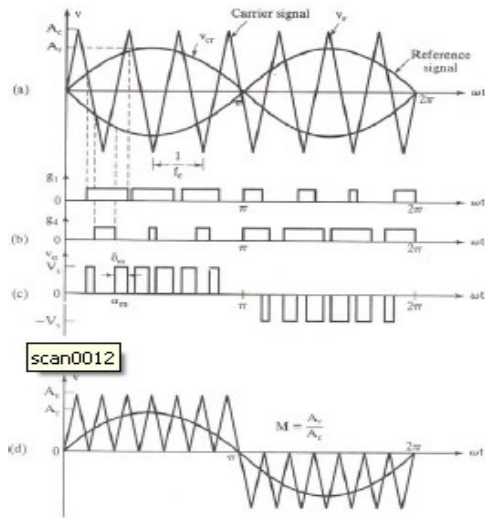 v
A_c
A_r
Carrier signal
v_cr
v_r
Reference signal
(a)
0
π
2π
ωt
1
f_c
g_1
0
π
2π
ωt
g_4
(b)
0
π
2π
ωt
v_o
V_s
δ_m
(c)
0
π
2π
ωt
α_m
−V_s
scan0012
v
A_c
A_r
M = A_r
A_c
(d)
0
π
2π
ωt